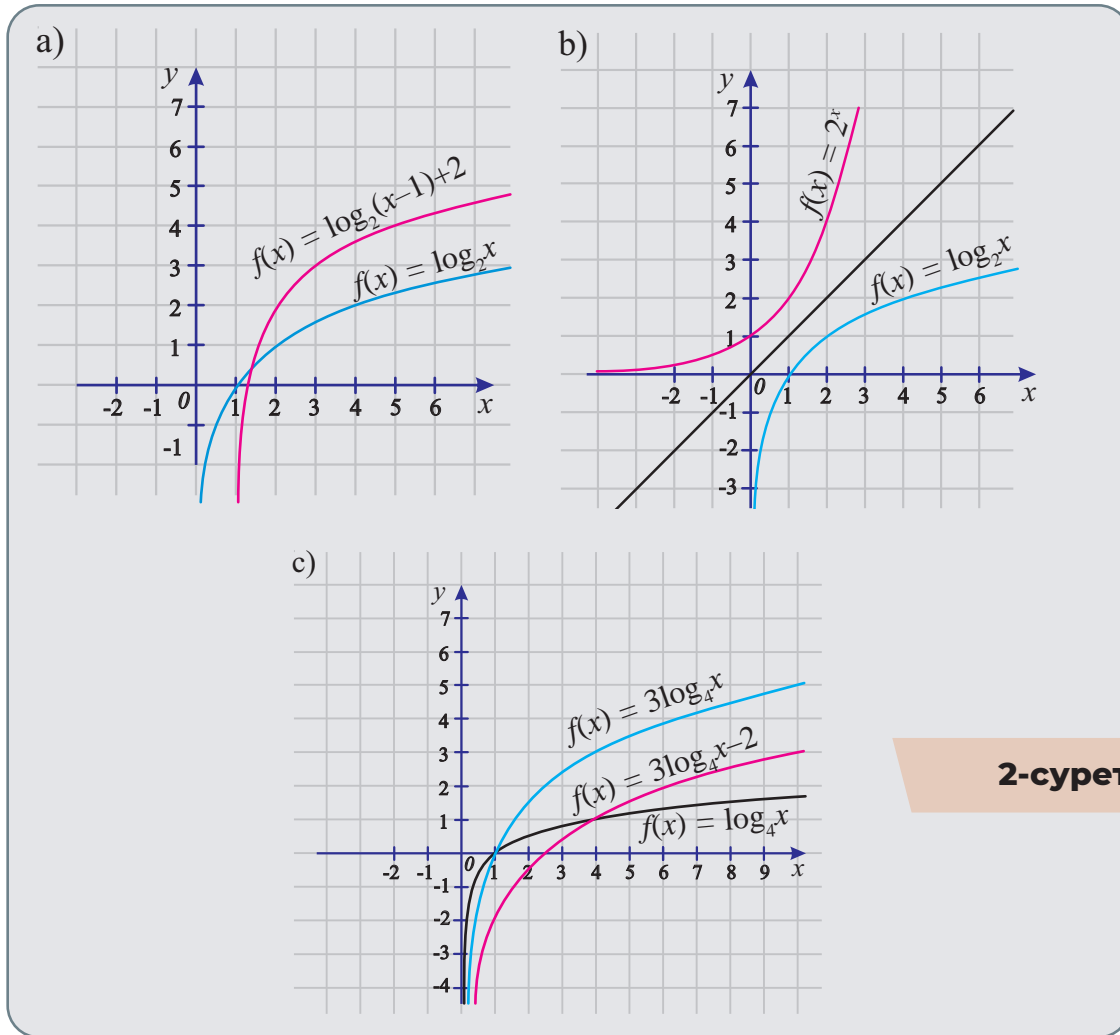 a)
y
7
6
5
4
3
2
1
-2 -1 0 1 2 3 4 5 6 x
-1
f(x) = log₂(x–1)+2
f(x) = log₂x
b)
y
7
6
5
4
3
2
1
-2 -1 0 1 2 3 4 5 6 x
-1
-2
-3
f(x) = 2ˣ
f(x) = log₂x
c)
y
7
6
5
4
3
2
1
-2 -1 0 1 2 3 4 5 6 7 8 9 x
-1
-2
-3
-4
f(x) = 3log₄x
f(x) = 3log₄x–2
f(x) = log₄x
2-сурет